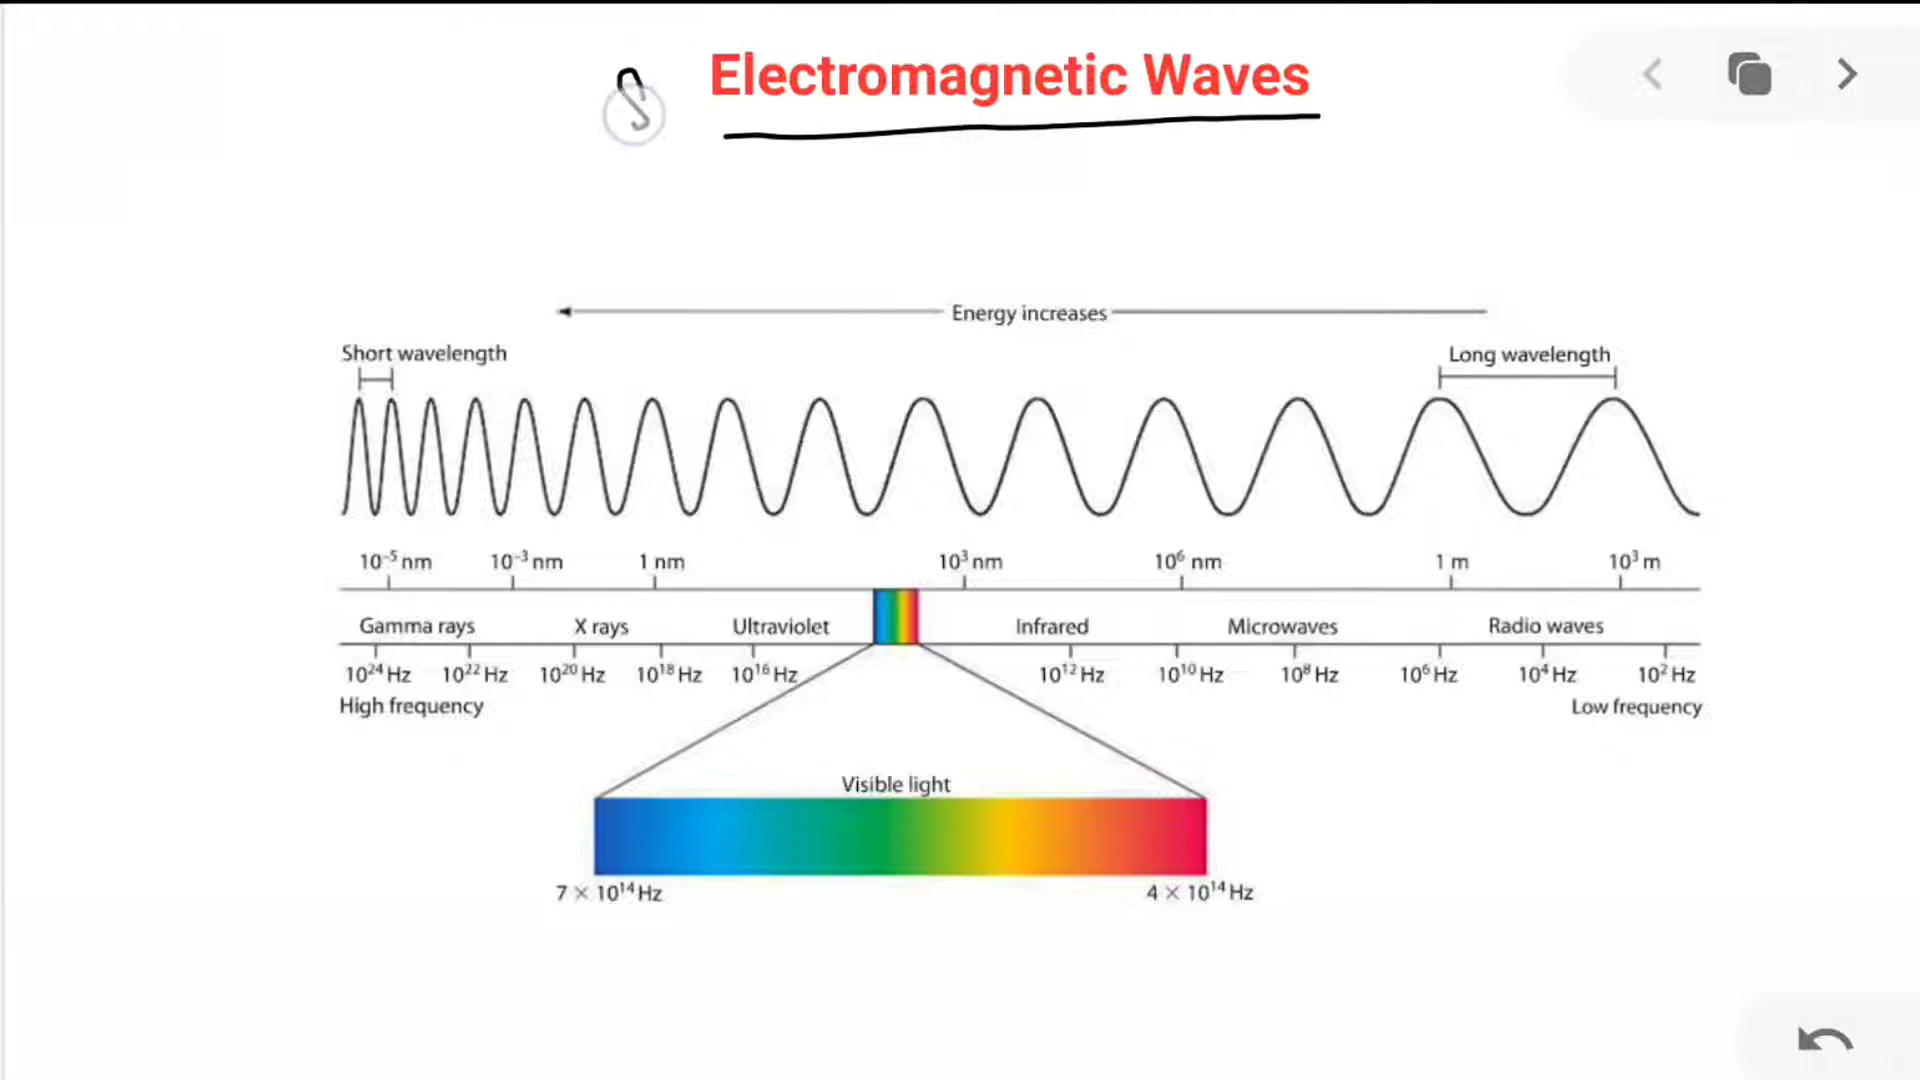 Electromagnetic Waves
Energy increases
Short wavelength
Long wavelength
10⁻⁵ nm 10⁻³ nm 1 nm 10³ nm 10⁶ nm 1 m 10³ m
Gamma rays X rays Ultraviolet Infrared Microwaves Radio waves
10²⁴ Hz 10²² Hz 10²⁰ Hz 10¹⁸ Hz 10¹⁶ Hz 10¹² Hz 10¹⁰ Hz 10⁸ Hz 10⁶ Hz 10⁴ Hz 10² Hz
High frequency Low frequency
Visible light
7 × 10¹⁴ Hz 4 × 10¹⁴ Hz